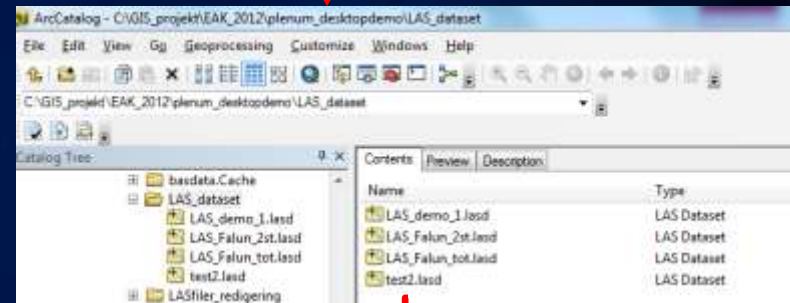 ArcCatalog - C:\GIS_projekt\EAK_2012\plenum_desktopdemo\LAS_dataset
File Edit View Go Geoprocessing Customize Windows Help
C:\GIS_projekt\EAK_2012\plenum_desktopdemo\LAS_dataset
Catalog Tree
basdata.Cache
LAS_dataset
LAS_demo_1.lasd
LAS_Falun_2st.lasd
LAS_Falun_tot.lasd
test2.lasd
LASfiler_redigering
Contents Preview Description
Name Type
LAS_demo_1.lasd LAS Dataset
LAS_Falun_2st.lasd LAS Dataset
LAS_Falun_tot.lasd LAS Dataset
test2.lasd LAS Dataset